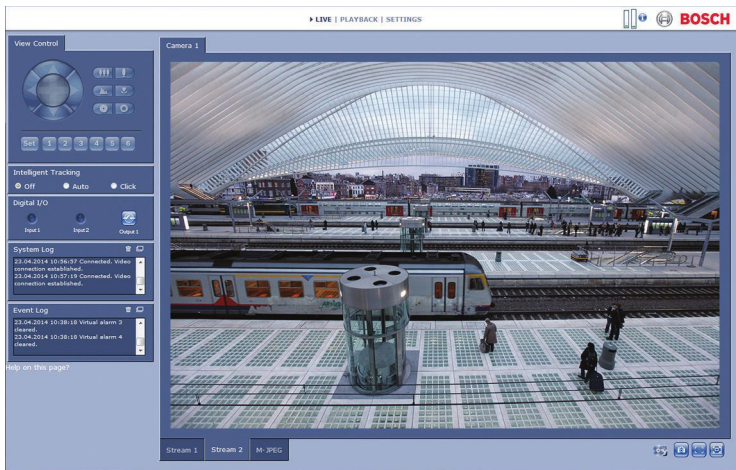 LIVE | PLAYBACK | SETTINGS
BOSCH
View Control
Set 1 2 3 4 5 6
Intelligent Tracking
Off Auto Click
Digital I/O
Input 1 Input 2 Output 1
System Log
23.04.2014 10:56:57 Connected. Video
connection established.
23.04.2014 10:57:19 Connected. Video
connection established.
Event Log
23.04.2014 10:38:18 Virtual alarm 3
cleared.
23.04.2014 10:38:18 Virtual alarm 4
cleared.
Help on this page?
Camera 1
Stream 1 Stream 2 M-JPEG